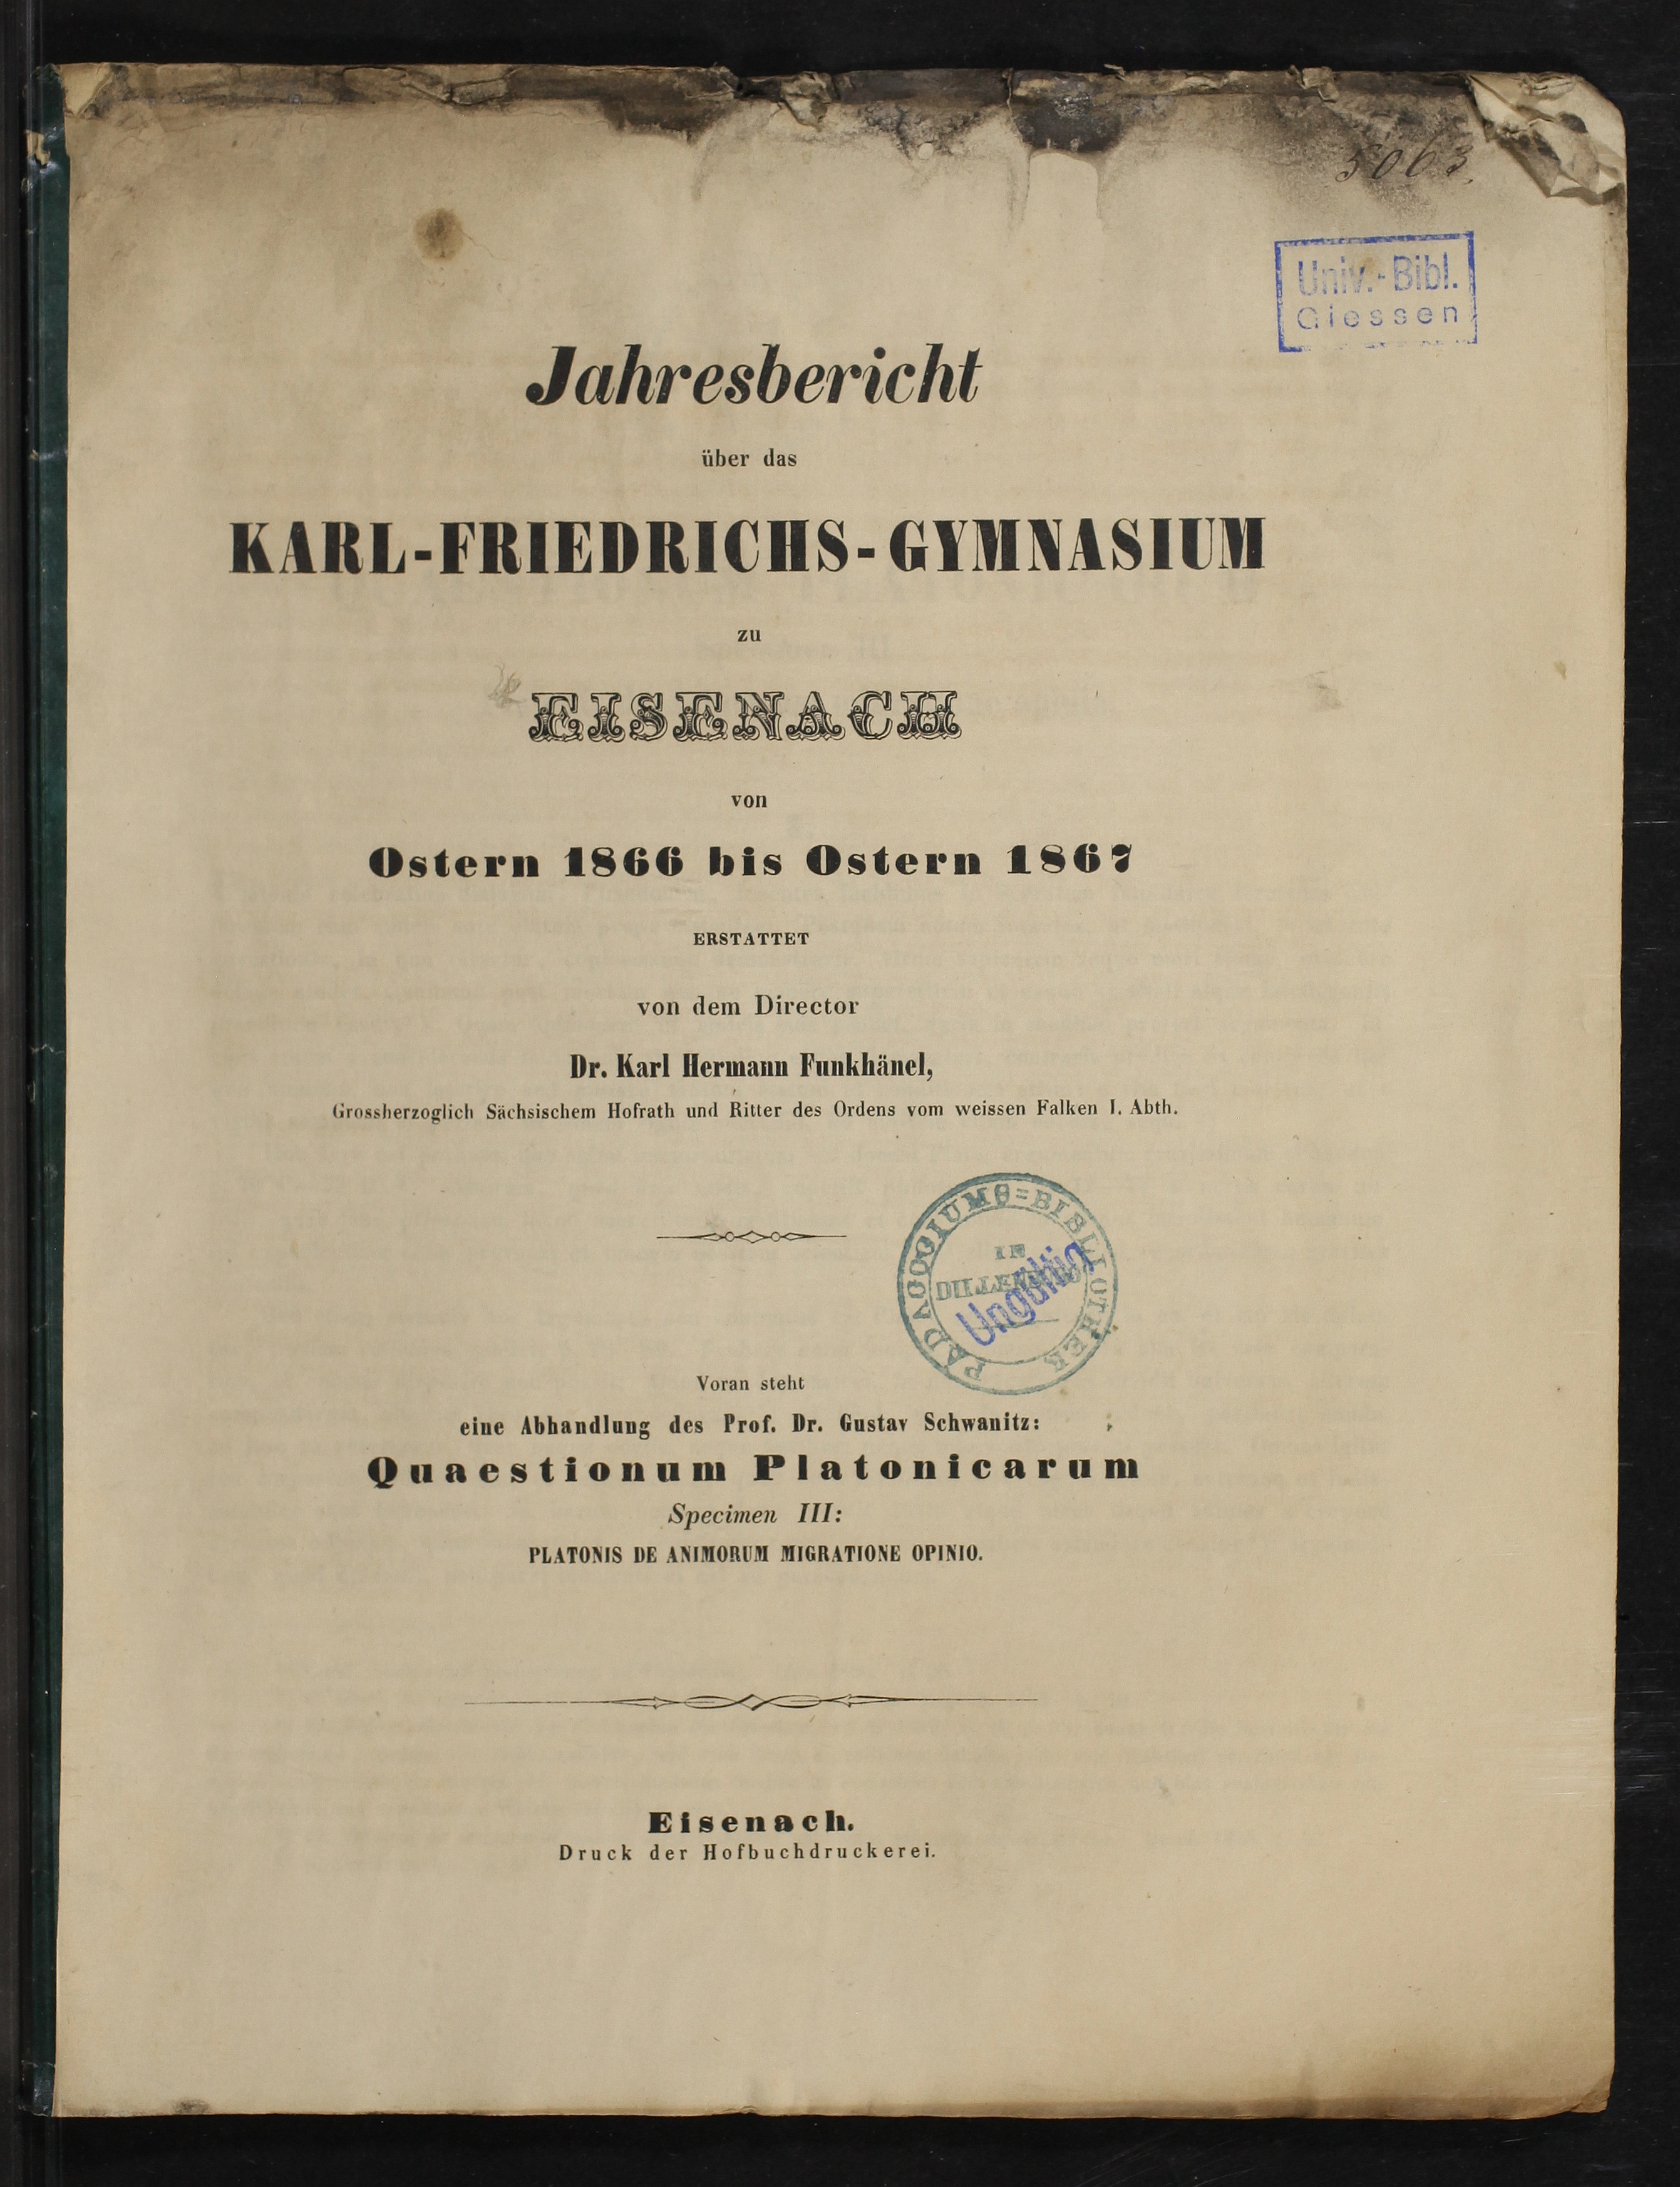 5063.
Univ.-Bibl.
Giessen
Jahresbericht
über das
KARL-FRIEDRICHS-GYMNASIUM
zu
EISENACH
von
Ostern 1866 bis Ostern 1867
ERSTATTET
von dem Director
Dr. Karl Hermann Funkhänel,
Grossherzoglich Sächsischem Hofrath und Ritter des Ordens vom weissen Falken I. Abth.
PÄDAGOGIUMS=BIBLIOTHEK
IN
DILLENBURG
Ungültig
Voran steht
eine Abhandlung des Prof. Dr. Gustav Schwanitz:
Quaestionum Platonicarum
Specimen III:
PLATONIS DE ANIMORUM MIGRATIONE OPINIO.
Eisenach.
Druck der Hofbuchdruckerei.